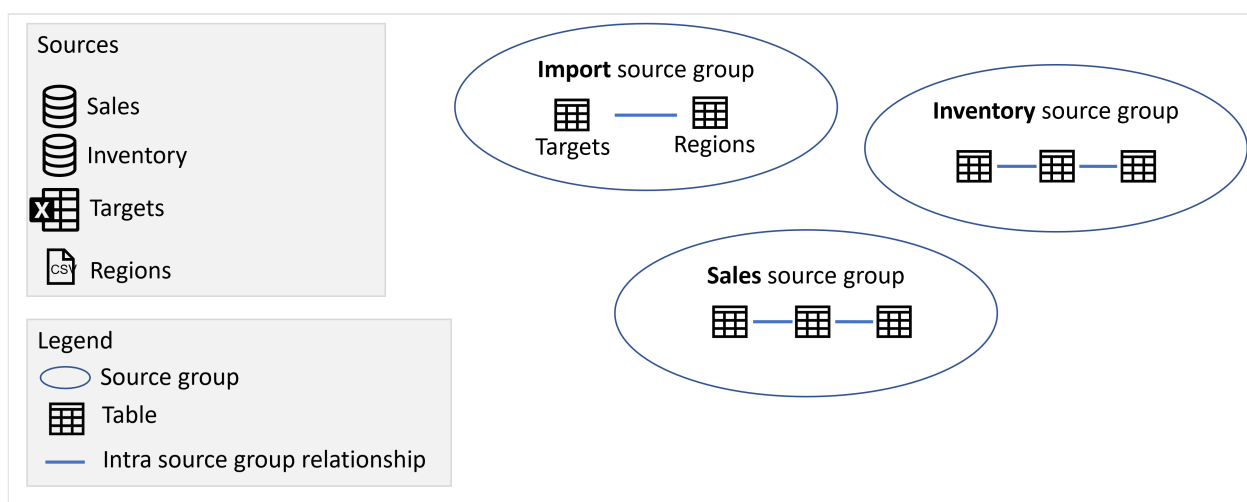 Sources
Sales
Inventory
X
Targets
CSV
Regions
Legend
Source group
Table
Intra source group relationship
Import source group
Targets
Regions
Inventory source group
Sales source group